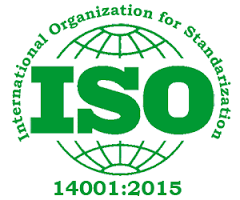 International Organization for Standarization
ISO
14001:2015